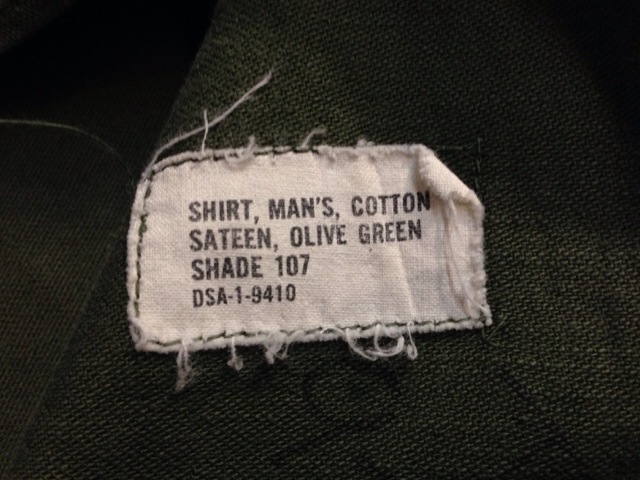 SHIRT, MAN'S, COTTON
SATEEN, OLIVE GREEN
SHADE 107
DSA-1-9410